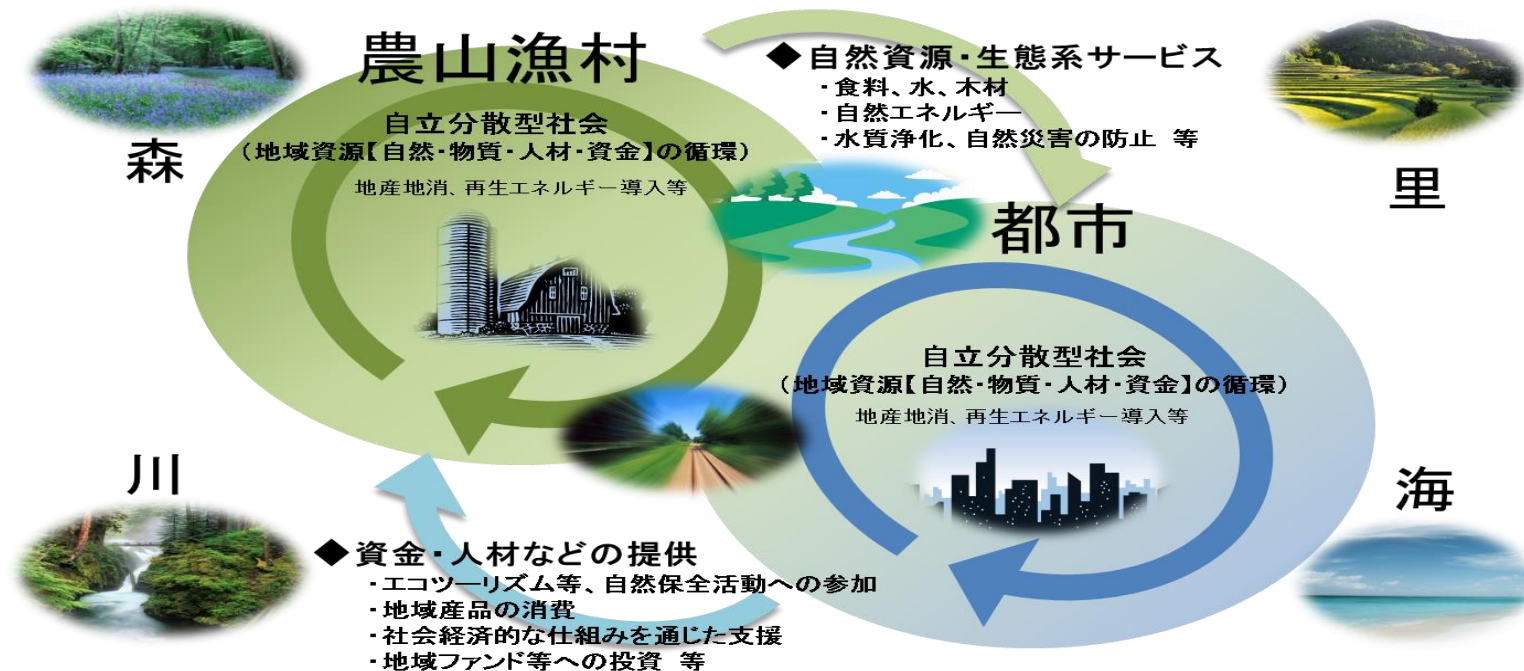 農山漁村
自立分散型社会
（地域資源【自然・物質・人材・資金】の循環）
地産地消、再生エネルギー導入等
◆自然資源・生態系サービス
・食料、水、木材
・自然エネルギー
・水質浄化、自然災害の防止 等
森
里
都市
自立分散型社会
（地域資源【自然・物質・人材・資金】の循環）
地産地消、再生エネルギー導入等
川
海
◆資金・人材などの提供
・エコツーリズム等、自然保全活動への参加
・地域産品の消費
・社会経済的な仕組みを通じた支援
・地域ファンド等への投資 等